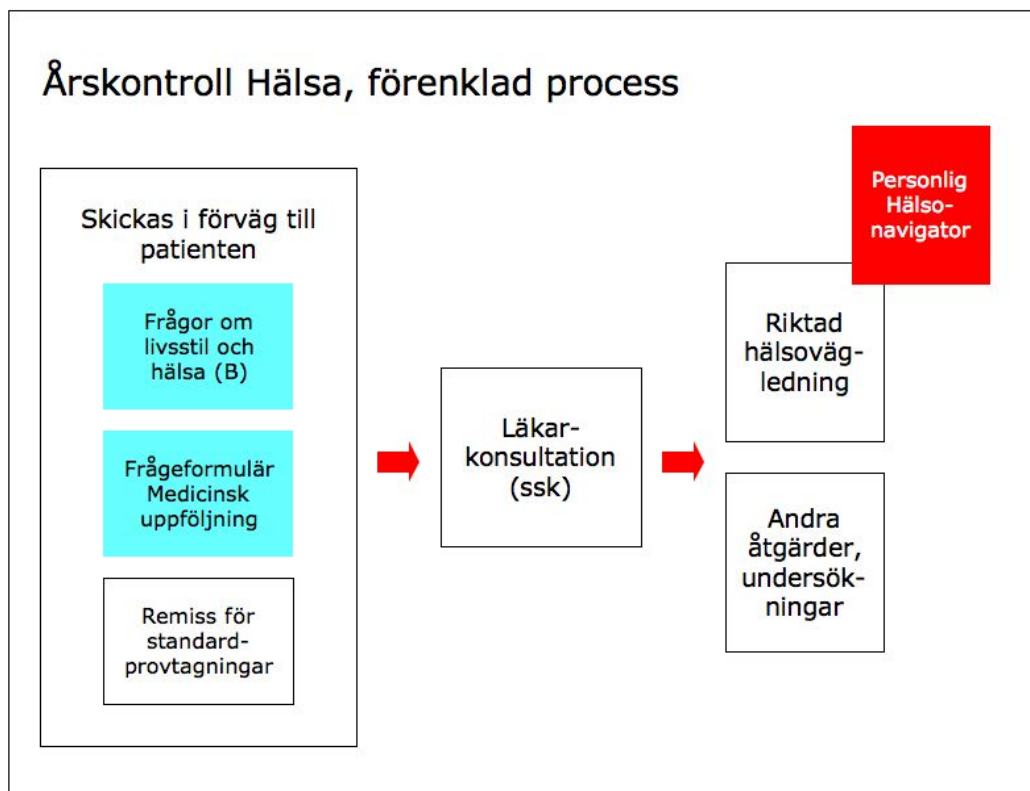 Årskontroll Hälsa, förenklad process
Skickas i förväg till
patienten
Frågor om
livsstil och
hälsa (B)
Frågeformulär
Medicinsk
uppföljning
Remiss för
standard-
provtagningar
Läkar-
konsultation
(ssk)
Personlig
Hälso-
navigator
Riktad
hälsoväg-
ledning
Andra
åtgärder,
undersök-
ningar